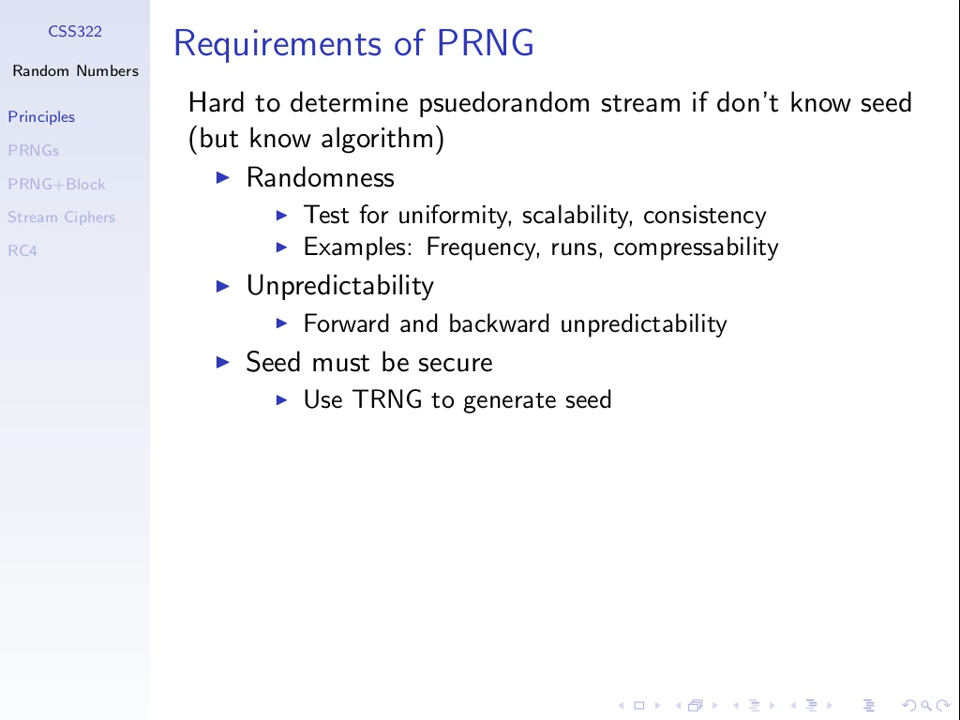 CSS322
Random Numbers
Principles
PRNGs
PRNG+Block
Stream Ciphers
RC4
Requirements of PRNG
Hard to determine psuedorandom stream if don't know seed
(but know algorithm)
Randomness
Test for uniformity, scalability, consistency
Examples: Frequency, runs, compressability
Unpredictability
Forward and backward unpredictability
Seed must be secure
Use TRNG to generate seed